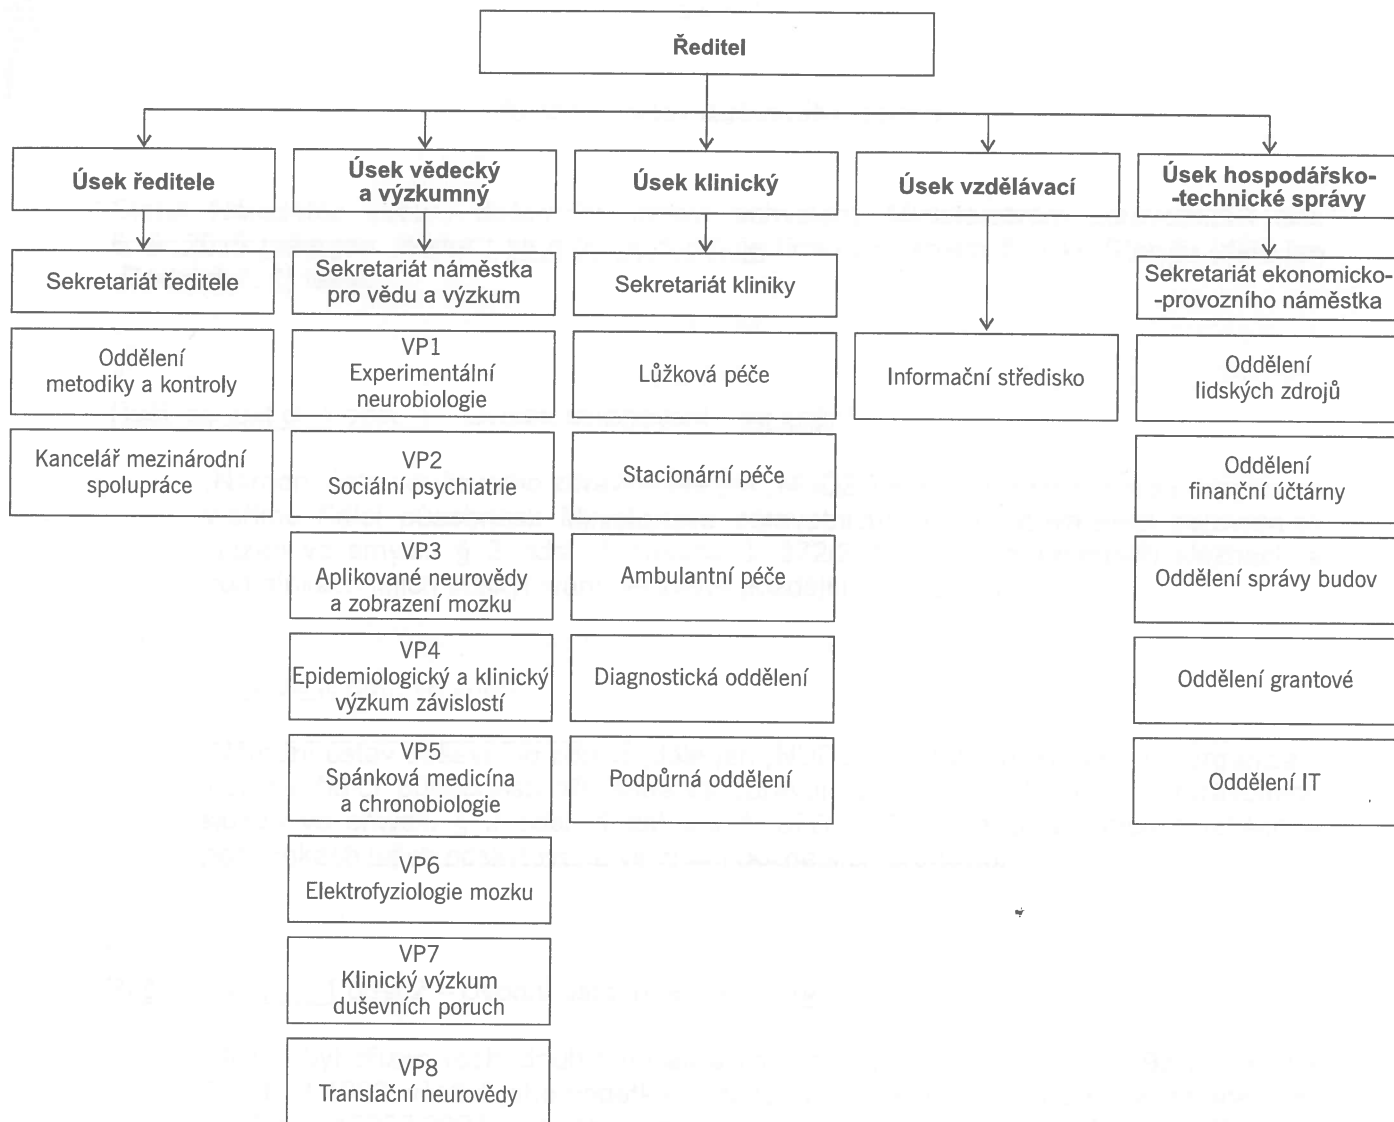 Ředitel
Úsek ředitele
Sekretariát ředitele
Oddělení
metodiky a kontroly
Kancelář mezinárodní
spolupráce
Úsek vědecký
a výzkumný
Sekretariát náměstka
pro vědu a výzkum
VP1
Experimentální
neurobiologie
VP2
Sociální psychiatrie
VP3
Aplikované neurovědy
a zobrazení mozku
VP4
Epidemiologický a klinický
výzkum závislostí
VP5
Spánková medicína
a chronobiologie
VP6
Elektrofyziologie mozku
VP7
Klinický výzkum
duševních poruch
VP8
Translační neurovědy
Úsek klinický
Sekretariát kliniky
Lůžková péče
Stacionární péče
Ambulantní péče
Diagnostická oddělení
Podpůrná oddělení
Úsek vzdělávací
Informační středisko
Úsek hospodářsko-
-technické správy
Sekretariát ekonomicko-
-provozního náměstka
Oddělení
lidských zdrojů
Oddělení
finanční účtárny
Oddělení správy budov
Oddělení grantové
Oddělení IT